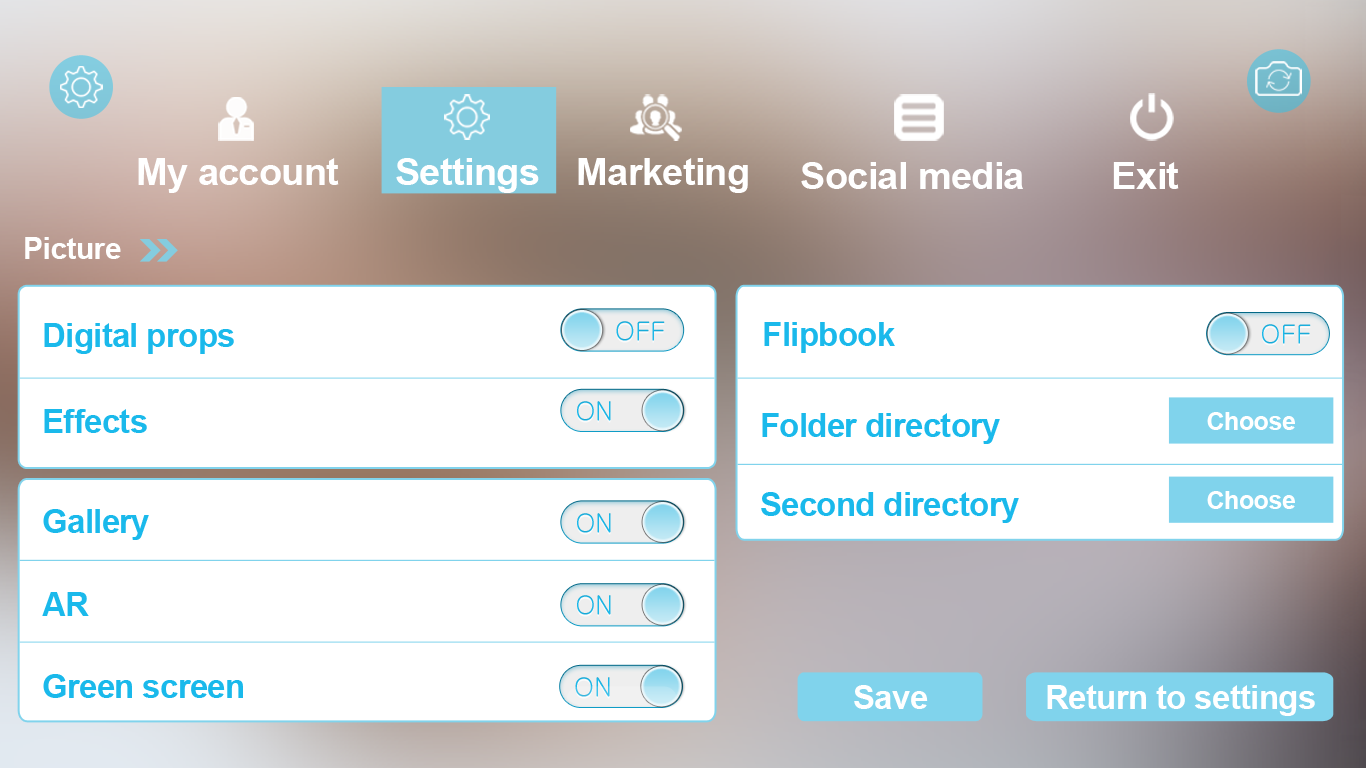 My account
Settings
Marketing
Social media
Exit
Picture
Digital props
OFF
Effects
ON
Gallery
ON
AR
ON
Green screen
ON
Flipbook
OFF
Folder directory
Choose
Second directory
Choose
Save
Return to settings